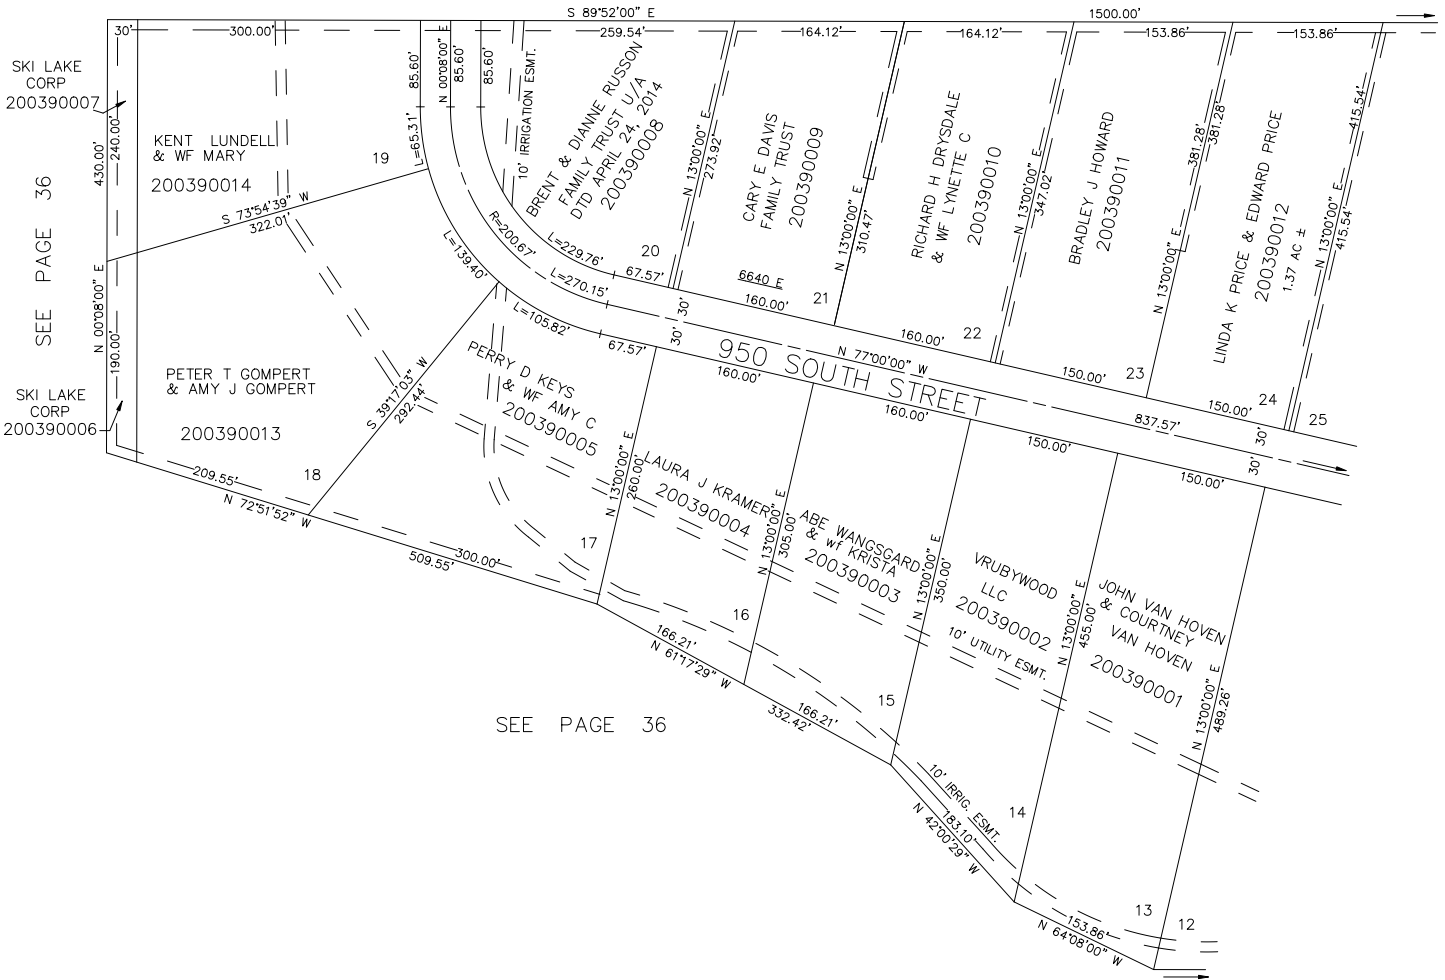 S 89°52'00" E
1500.00'
30'
300.00'
259.54'
164.12'
164.12'
153.86'
153.86'
SKI LAKE
CORP
200390007
430.00'
240.00'
KENT LUNDELL
& WF MARY
200390014
19
85.60'
N 00°08'00" E
85.60'
85.60'
L=65.31'
10' IRRIGATION ESMT.
BRENT & DIANNE RUSSON
FAMILY TRUST U/A
DTD APRIL 24, 2014
200390008
20
N 13°00'00" E
273.92'
CARY E DAVIS
FAMILY TRUST
200390009
6640 E
21
N 13°00'00" E
310.47'
RICHARD H DRYSDALE
& WF LYNETTE C
200390010
22
N 13°00'00" E
347.02'
BRADLEY J HOWARD
200390011
23
N 13°00'00" E
381.28'
381.28'
LINDA K PRICE & EDWARD PRICE
200390012
1.37 AC ±
24
N 13°00'00" E
415.54'
415.54'
25
SEE PAGE 36
S 73°54'39" W
322.01'
R=200.67'
L=229.76'
67.57'
L=139.40'
L=270.15'
L=105.82'
67.57'
30'
30'
160.00'
160.00'
150.00'
150.00'
N 77°00'00" W
950 SOUTH STREET
837.57'
30'
30'
160.00'
160.00'
150.00'
150.00'
N 00°08'00" E
190.00'
SKI LAKE
CORP
200390006
PETER T GOMPERT
& AMY J GOMPERT
200390013
18
S 39°17'03" W
292.44'
PERRY D KEYS
& WF AMY C
200390005
17
N 13°00'00" E
260.00'
LAURA J KRAMER
200390004
16
N 13°00'00" E
305.00'
ABE WANGSGARD
& wf KRISTA
200390003
15
N 13°00'00" E
350.00'
VRUBYWOOD
LLC
200390002
10' UTILITY ESMT.
14
N 13°00'00" E
455.00'
JOHN VAN HOVEN
& COURTNEY
VAN HOVEN
200390001
13
12
N 13°00'00" E
489.26'
209.55'
N 72°51'52" W
300.00'
509.55'
166.21'
N 61°17'29" W
166.21'
332.42'
10' IRRIG. ESMT.
183.10'
N 42°00'29" W
153.86'
N 64°08'00" W
SEE PAGE 36